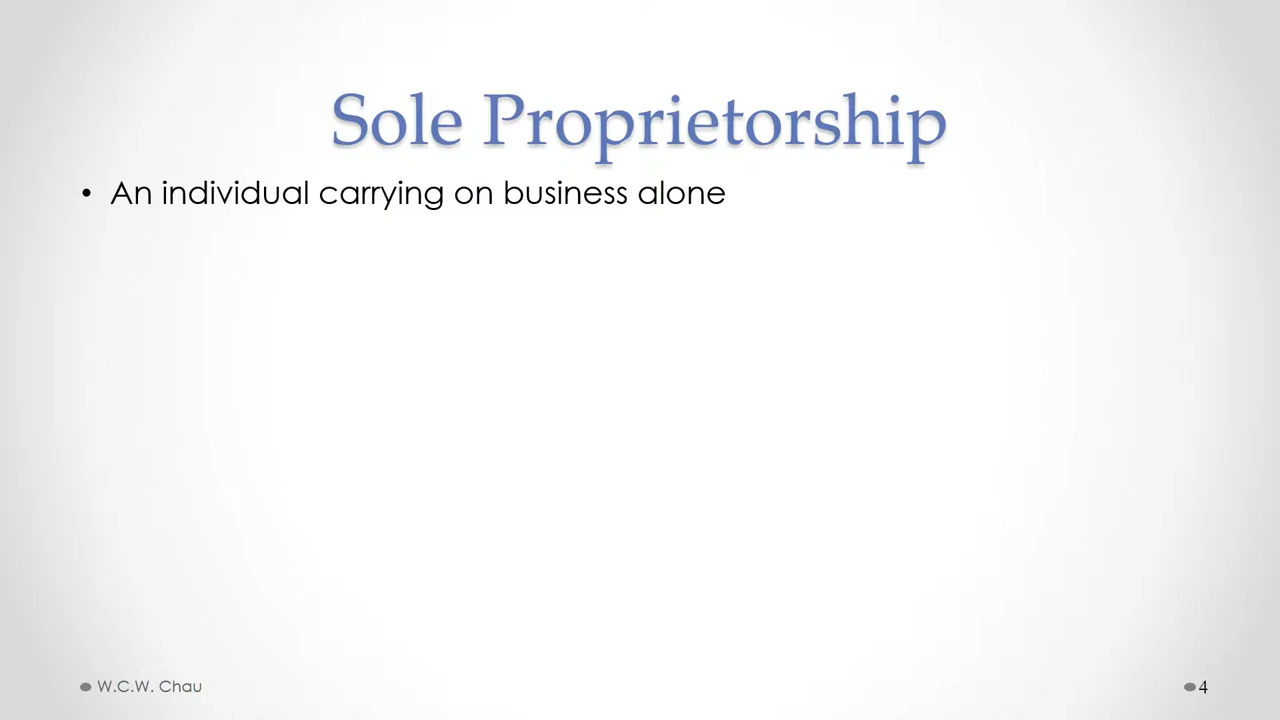 Sole Proprietorship
• An individual carrying on business alone
W.C.W. Chau
4